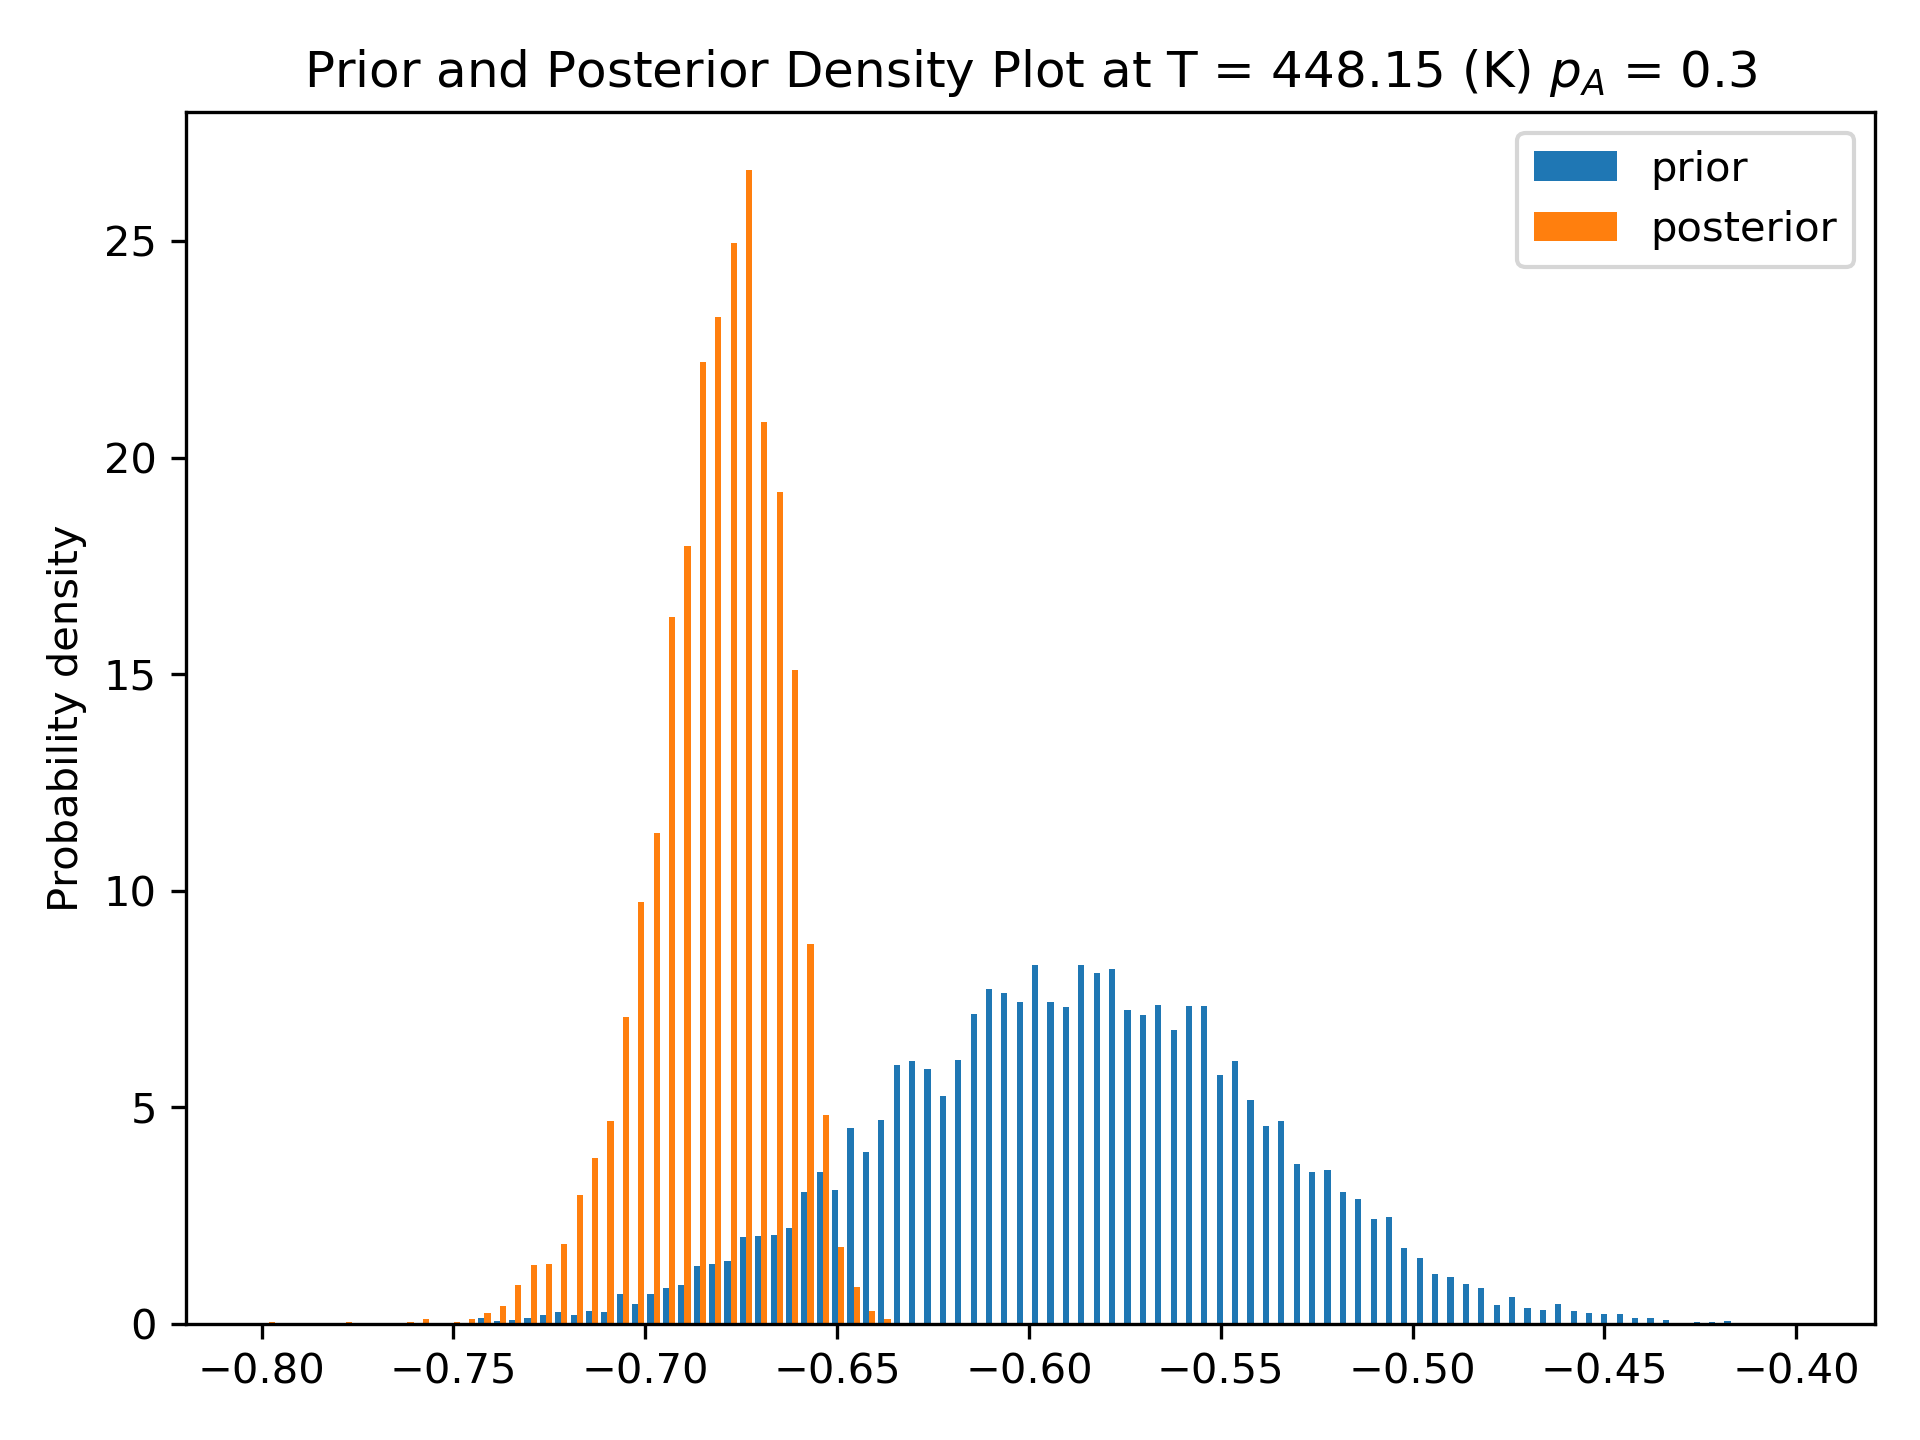 Prior and Posterior Density Plot at T = 448.15 (K) p_A = 0.3
prior
posterior
25
20
15
10
5
0
Probability density
−0.80 −0.75 −0.70 −0.65 −0.60 −0.55 −0.50 −0.45 −0.40